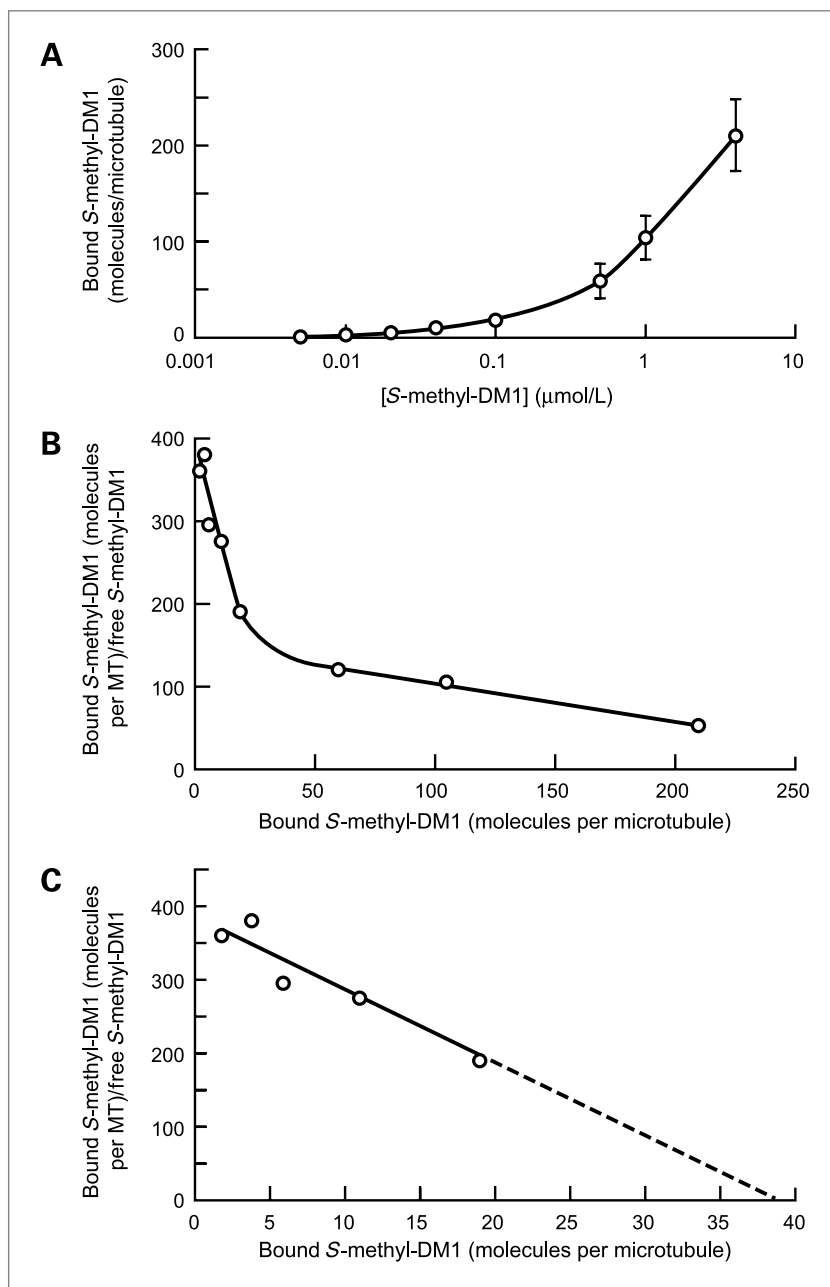 A
Bound S-methyl-DM1
(molecules/microtubule)
300
200
100
0
0.001
0.01
0.1
1
10
[S-methyl-DM1] (μmol/L)
B
Bound S-methyl-DM1 (molecules
per MT)/free S-methyl-DM1
400
300
200
100
0
0
50
100
150
200
250
Bound S-methyl-DM1 (molecules per microtubule)
C
Bound S-methyl-DM1 (molecules
per MT)/free S-methyl-DM1
400
300
200
100
0
0
5
10
15
20
25
30
35
40
Bound S-methyl-DM1 (molecules per microtubule)